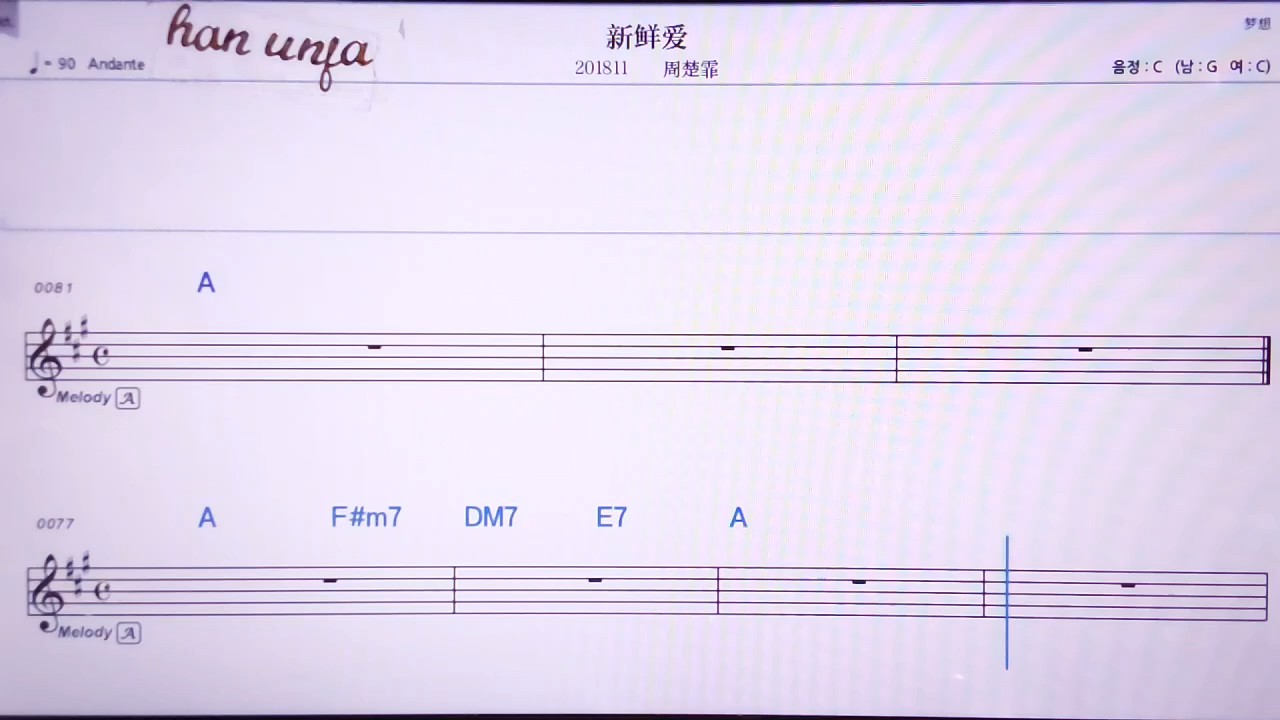 han unfa
新鲜爱
梦想
♩= 90 Andante
201811 周楚霏
음정 : C (남 : G 여 : C)
0081
A
Melody A
0077
A F#m7 DM7 E7 A
Melody A